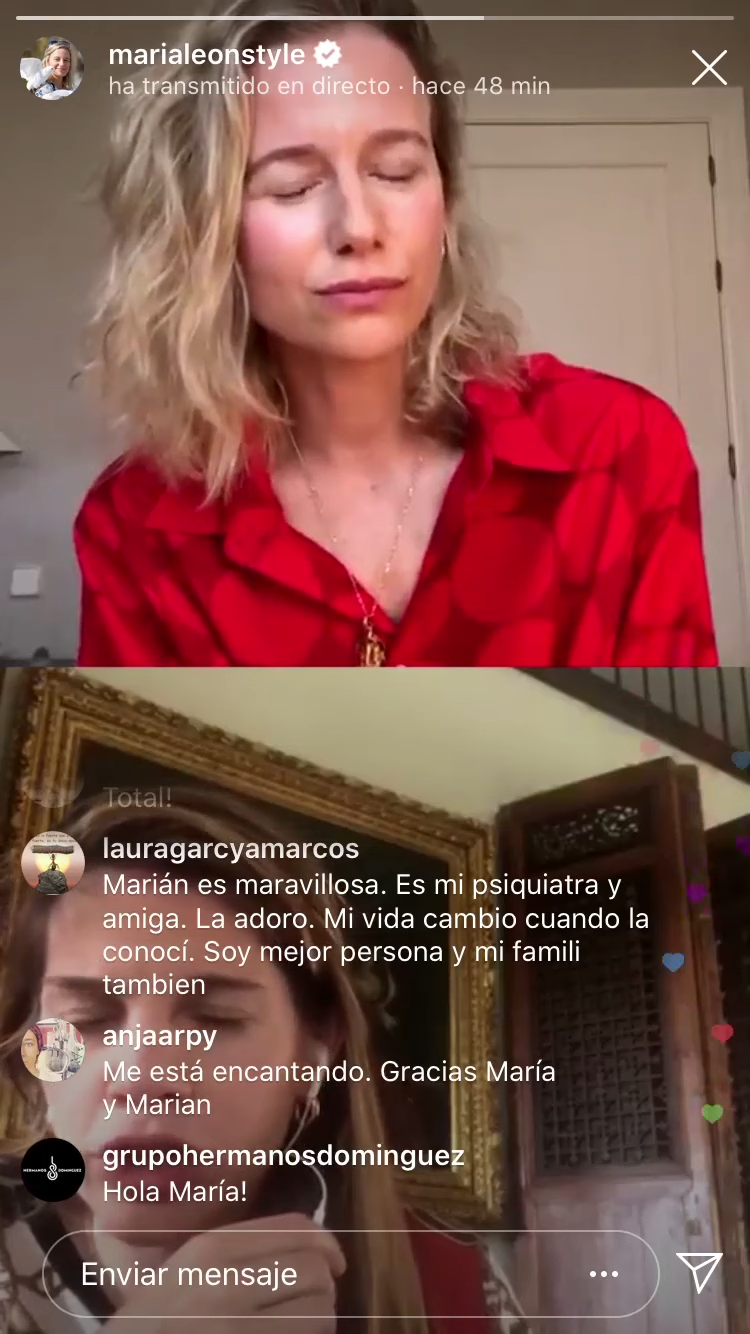 marialeonstyle
ha transmitido en directo · hace 48 min
Total!
lauragarcyamarcos
Marián es maravillosa. Es mi psiquiatra y
amiga. La adoro. Mi vida cambio cuando la
conocí. Soy mejor persona y mi famili
tambien
anjaarpy
Me está encantando. Gracias María
y Marian
HERMANOS DOMINGUEZ
grupohermanosdominguez
Hola María!
Enviar mensaje